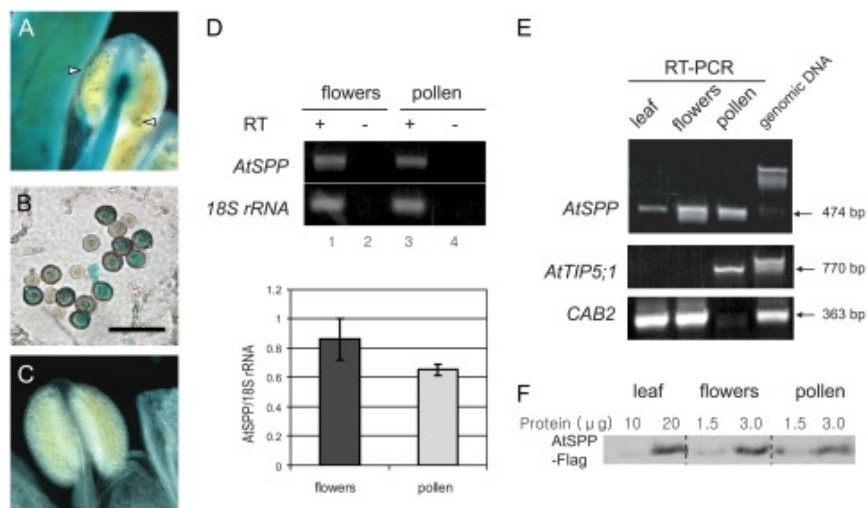 A
B
C
D
flowers pollen
RT + - + -
AtSPP
18S rRNA
1 2 3 4
AtSPP/18S rRNA
1.2
1
0.8
0.6
0.4
0.2
0
flowers pollen
E
RT-PCR
leaf flowers pollen genomic DNA
AtSPP 474 bp
AtTIP5;1 770 bp
CAB2 363 bp
F
leaf flowers pollen
Protein (μg) 10 20 1.5 3.0 1.5 3.0
AtSPP
-Flag